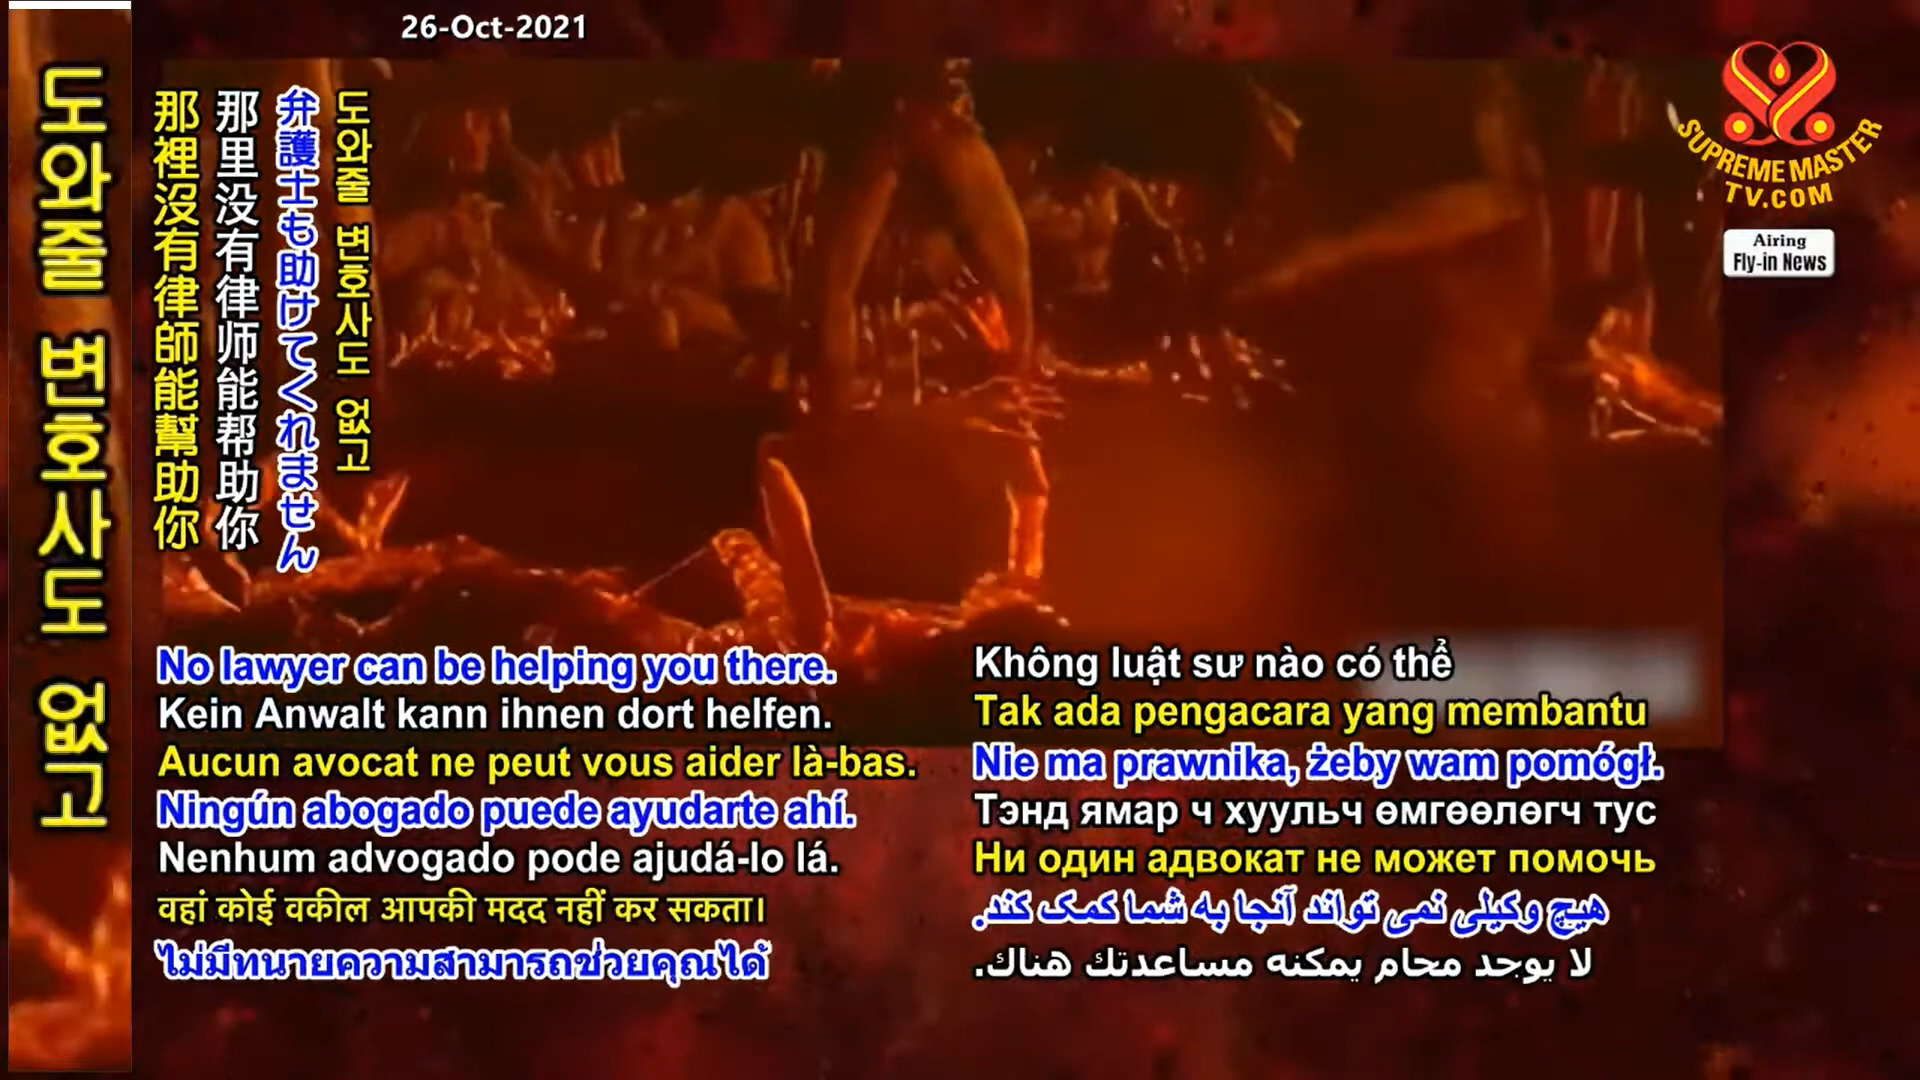 26-Oct-2021
SUPREME MASTER
TV.COM
Airing
Fly-in News
도와줄 변호사도 없고
도와줄 변호사도 없고
弁護士も助けてくれません
那里没有律师能帮助你
那裡沒有律師能幫助你
No lawyer can be helping you there.
Kein Anwalt kann ihnen dort helfen.
Aucun avocat ne peut vous aider là-bas.
Ningún abogado puede ayudarte ahí.
Nenhum advogado pode ajudá-lo lá.
वहां कोई वकील आपकी मदद नहीं कर सकता।
ไม่มีทนายความสามารถช่วยคุณได้
Không luật sư nào có thể
Tak ada pengacara yang membantu
Nie ma prawnika, żeby wam pomógł.
Тэнд ямар ч хуульч өмгөөлөгч тус
Ни один адвокат не может помочь
هیچ وکیلی نمی تواند آنجا به شما کمک کند.
لا يوجد محام يمكنه مساعدتك هناك.